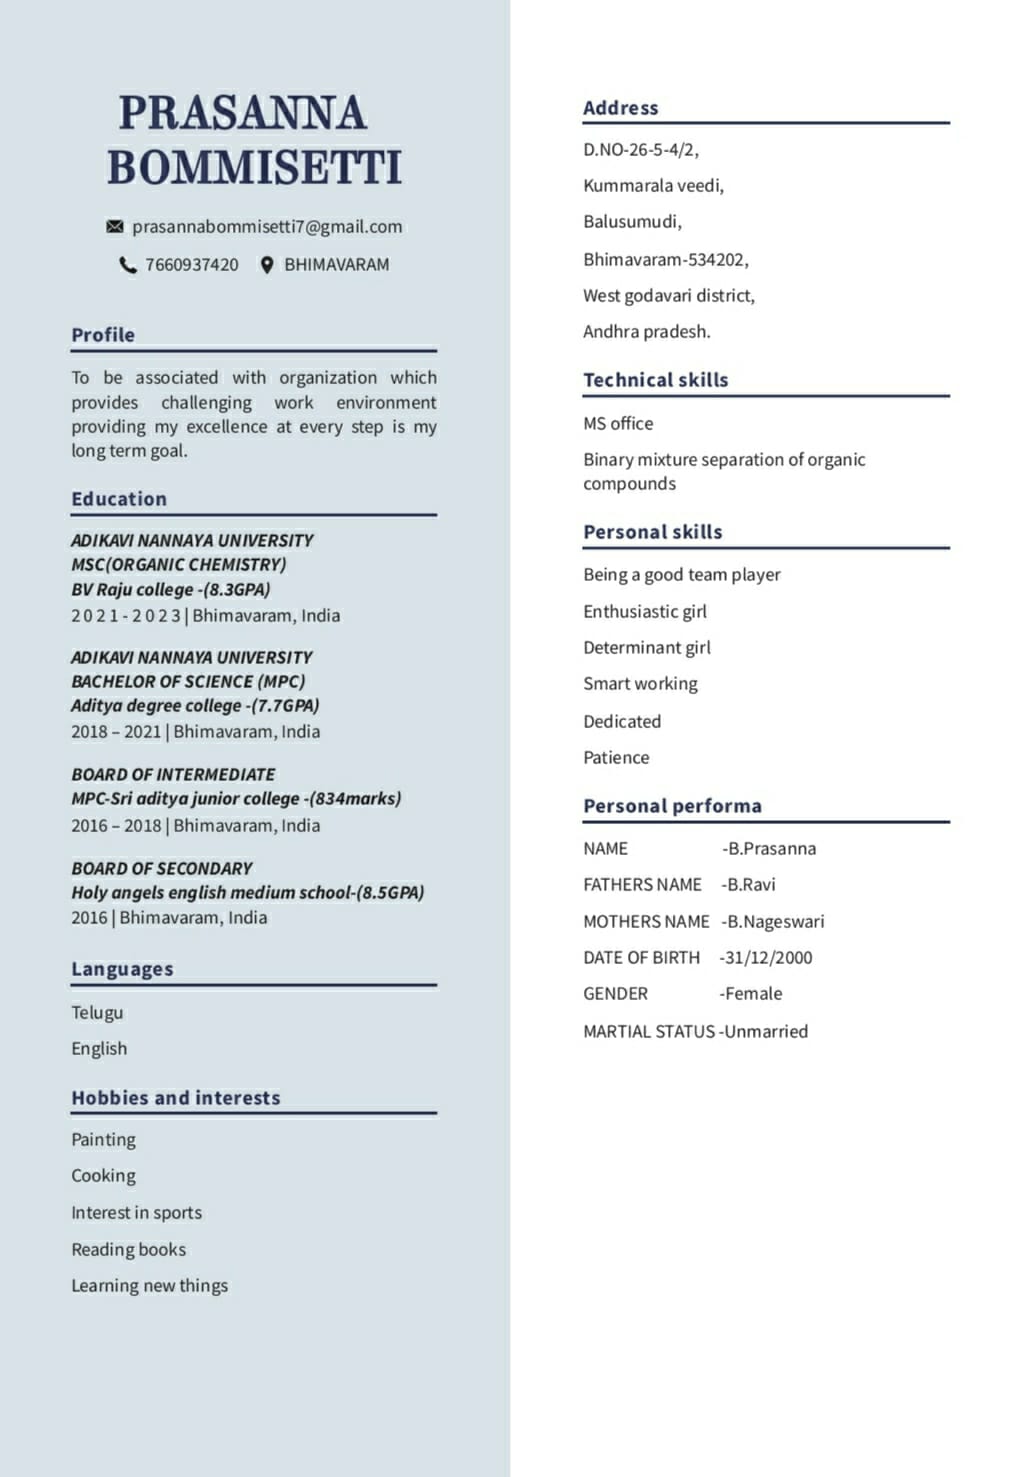 PRASANNA
BOMMISETTI
prasannabommisetti7@gmail.com
7660937420 BHIMAVARAM
Profile
To be associated with organization which
provides challenging work environment
providing my excellence at every step is my
long term goal.
Education
ADIKAVI NANNAYA UNIVERSITY
MSC(ORGANIC CHEMISTRY)
BV Raju college -(8.3GPA)
2021-2023| Bhimavaram, India
ADIKAVI NANNAYA UNIVERSITY
BACHELOR OF SCIENCE (MPC)
Aditya degree college -(7.7GPA)
2018 – 2021 | Bhimavaram, India
BOARD OF INTERMEDIATE
MPC-Sri aditya junior college -(834marks)
2016 – 2018 | Bhimavaram, India
BOARD OF SECONDARY
Holy angels english medium school-(8.5GPA)
2016 | Bhimavaram, India
Languages
Telugu
English
Hobbies and interests
Painting
Cooking
Interest in sports
Reading books
Learning new things
Address
D.NO-26-5-4/2,
Kummarala veedi,
Balusumudi,
Bhimavaram-534202,
West godavari district,
Andhra pradesh.
Technical skills
MS office
Binary mixture separation of organic
compounds
Personal skills
Being a good team player
Enthusiastic girl
Determinant girl
Smart working
Dedicated
Patience
Personal performa
NAME -B.Prasanna
FATHERS NAME -B.Ravi
MOTHERS NAME -B.Nageswari
DATE OF BIRTH -31/12/2000
GENDER -Female
MARTIAL STATUS -Unmarried